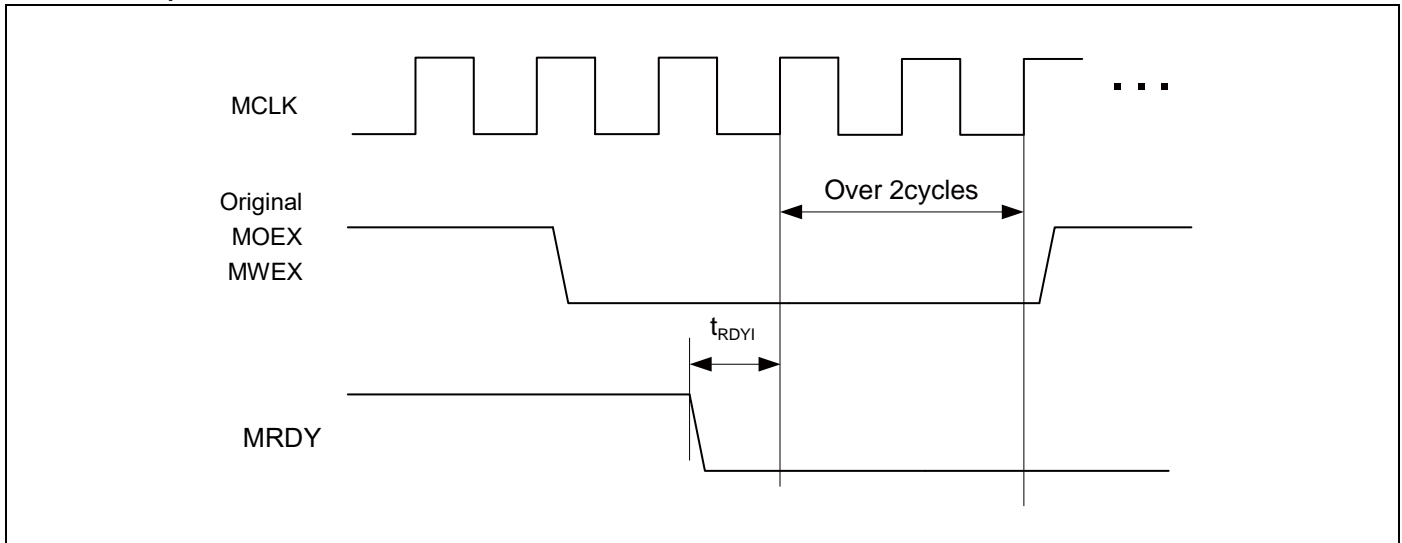 MCLK
Over 2cycles
Original
MOEX
MWEX
tRDYI
MRDY